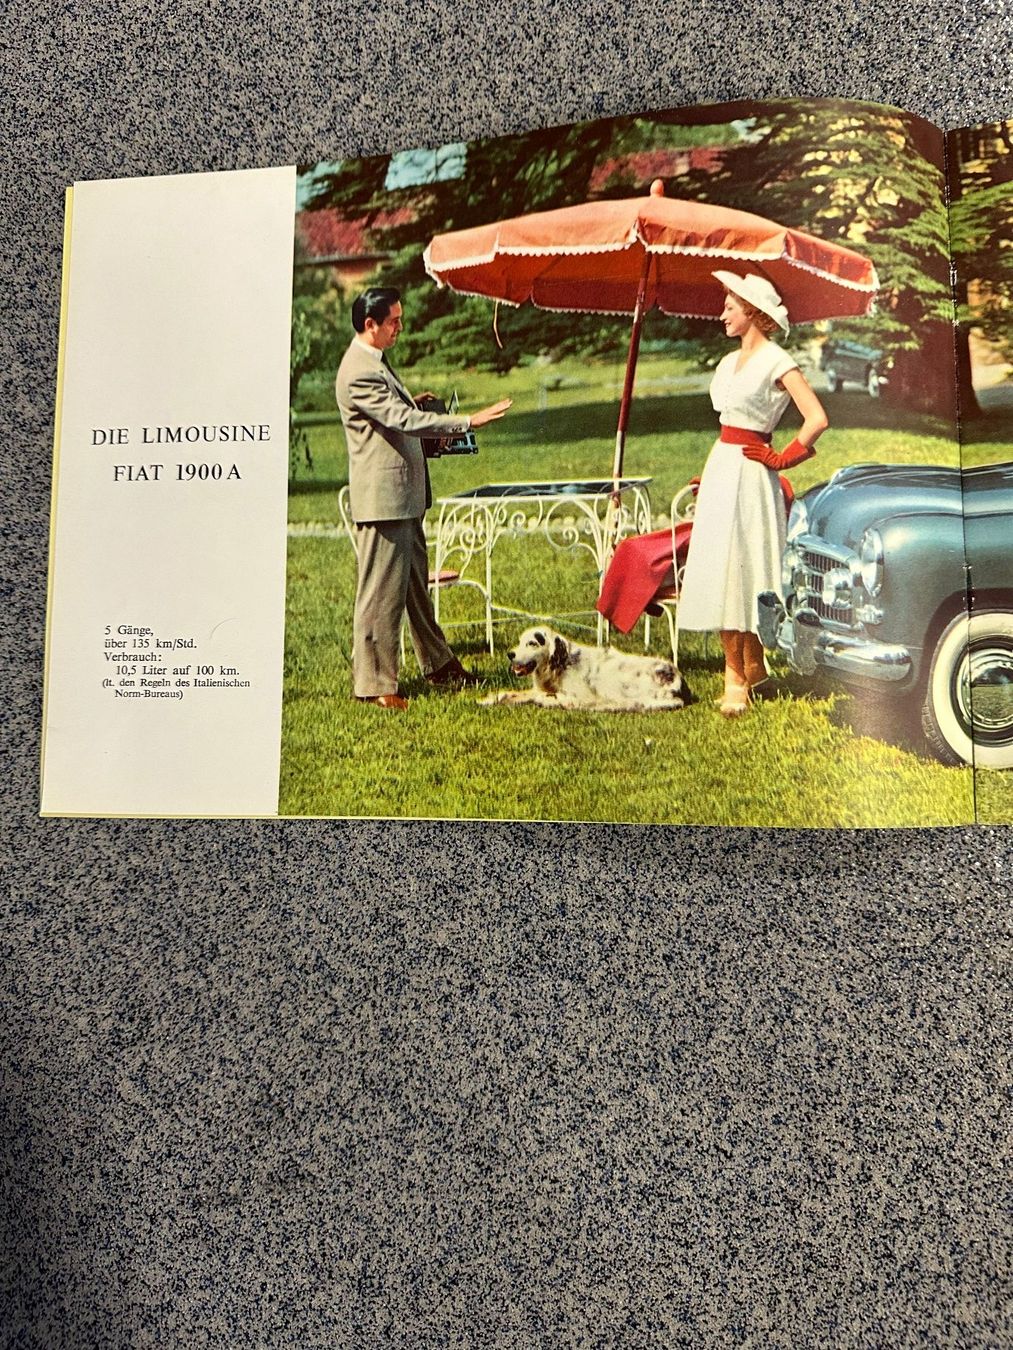 DIE LIMOUSINE
FIAT 1900 A
5 Gänge,
über 135 km/Std.
Verbrauch:
10,5 Liter auf 100 km.
(lt. den Regeln des Italienischen
Norm-Bureaus)